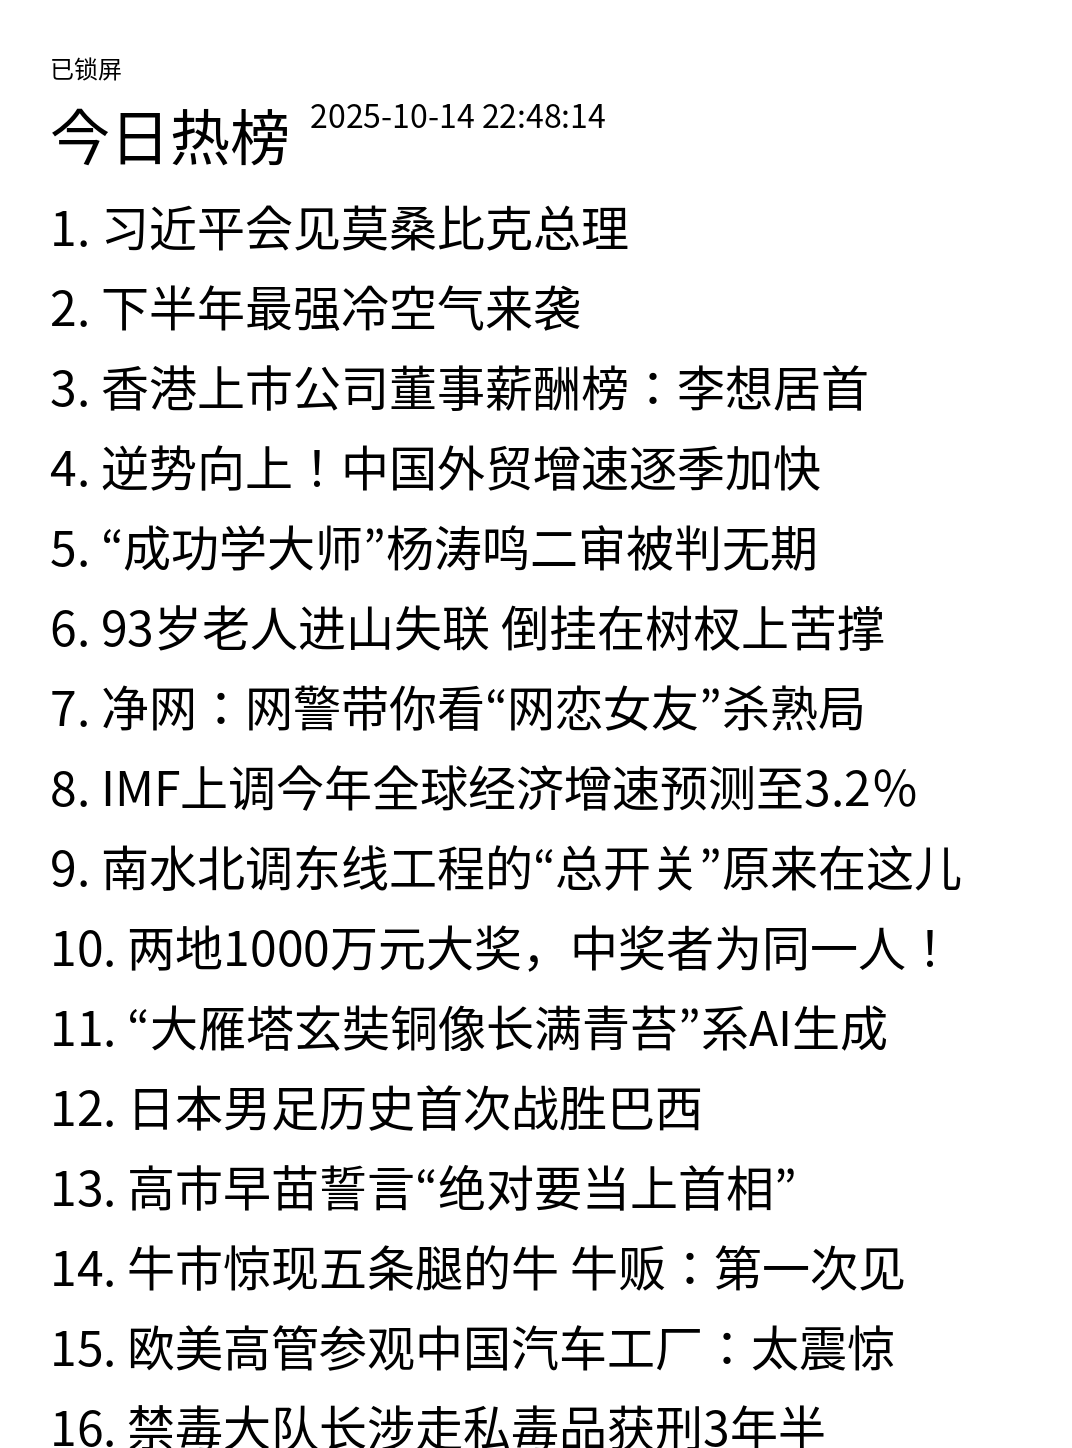 已锁屏
今日热榜 2025-10-14 22:48:14
1. 习近平会见莫桑比克总理
2. 下半年最强冷空气来袭
3. 香港上市公司董事薪酬榜：李想居首
4. 逆势向上！中国外贸增速逐季加快
5. “成功学大师”杨涛鸣二审被判无期
6. 93岁老人进山失联 倒挂在树杈上苦撑
7. 净网：网警带你看“网恋女友”杀熟局
8. IMF上调今年全球经济增速预测至3.2%
9. 南水北调东线工程的“总开关”原来在这儿
10. 两地1000万元大奖，中奖者为同一人！
11. “大雁塔玄奘铜像长满青苔”系AI生成
12. 日本男足历史首次战胜巴西
13. 高市早苗誓言“绝对要当上首相”
14. 牛市惊现五条腿的牛 牛贩：第一次见
15. 欧美高管参观中国汽车工厂：太震惊
16. 禁毒大队长涉走私毒品获刑3年半